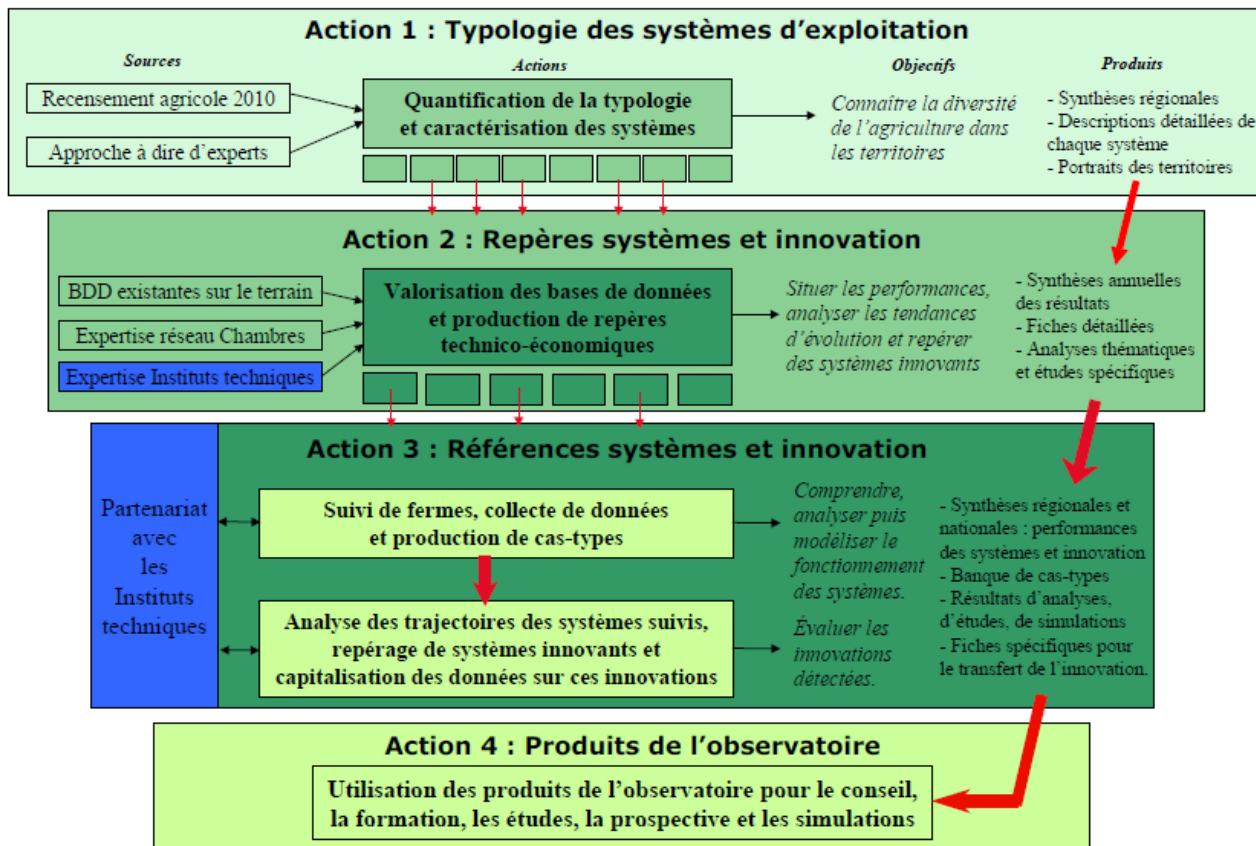 Action 1 : Typologie des systèmes d'exploitation
Sources
Actions
Objectifs
Produits
Recensement agricole 2010
Approche à dire d'experts
Quantification de la typologie
et caractérisation des systèmes
Connaître la diversité
de l'agriculture dans
les territoires
- Synthèses régionales
- Descriptions détaillées de
chaque système
- Portraits des territoires
Action 2 : Repères systèmes et innovation
BDD existantes sur le terrain
Expertise réseau Chambres
Expertise Instituts techniques
Valorisation des bases de données
et production de repères
technico-économiques
Situer les performances,
analyser les tendances
d'évolution et repérer
des systèmes innovants
- Synthèses annuelles
des résultats
- Fiches détaillées
- Analyses thématiques
et études spécifiques
Action 3 : Références systèmes et innovation
Partenariat
avec
les
Instituts
techniques
Suivi de fermes, collecte de données
et production de cas-types
Analyse des trajectoires des systèmes suivis,
repérage de systèmes innovants et
capitalisation des données sur ces innovations
Comprendre,
analyser puis
modéliser le
fonctionnement
des systèmes.
Évaluer les
innovations
détectées.
- Synthèses régionales et
nationales : performances
des systèmes et innovation
- Banque de cas-types
- Résultats d'analyses,
d'études, de simulations
- Fiches spécifiques pour
le transfert de l'innovation.
Action 4 : Produits de l'observatoire
Utilisation des produits de l'observatoire pour le conseil,
la formation, les études, la prospective et les simulations